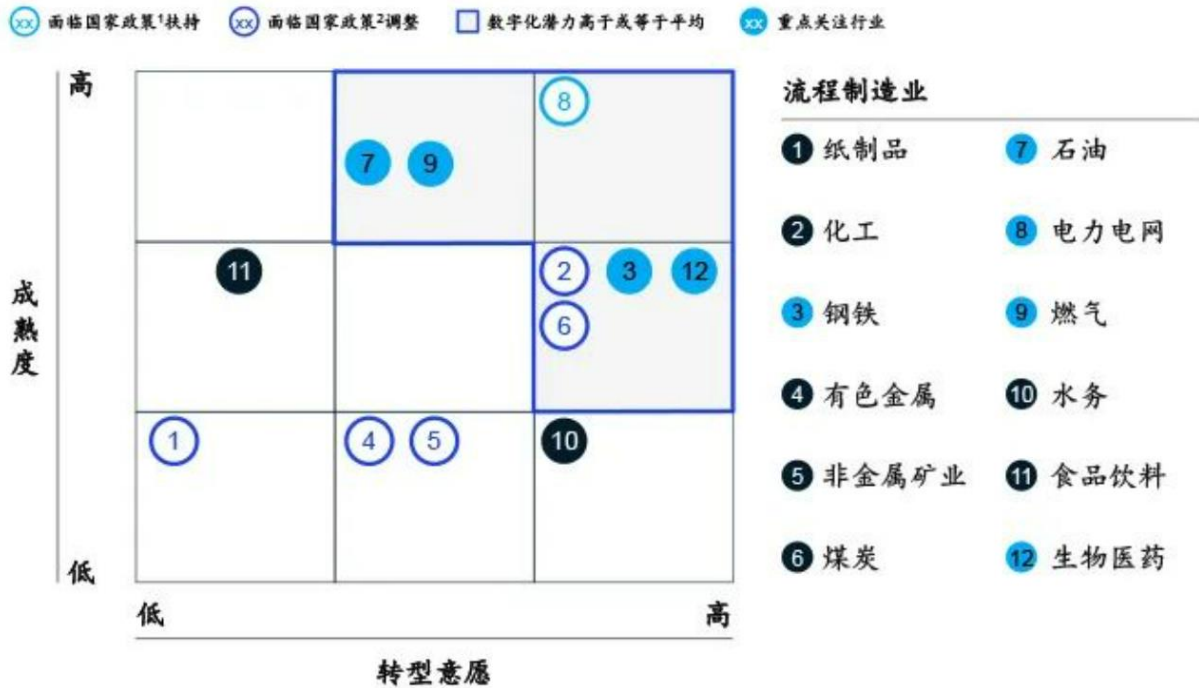 xx 面临国家政策1扶持 xx 面临国家政策2调整 数字化潜力高于或等于平均 xx 重点关注行业
高
成熟度
低
8
7 9
11
2 3 12
6
1
4 5
10
低 高
转型意愿
流程制造业
1 纸制品 7 石油
2 化工 8 电力电网
3 钢铁 9 燃气
4 有色金属 10 水务
5 非金属矿业 11 食品饮料
6 煤炭 12 生物医药